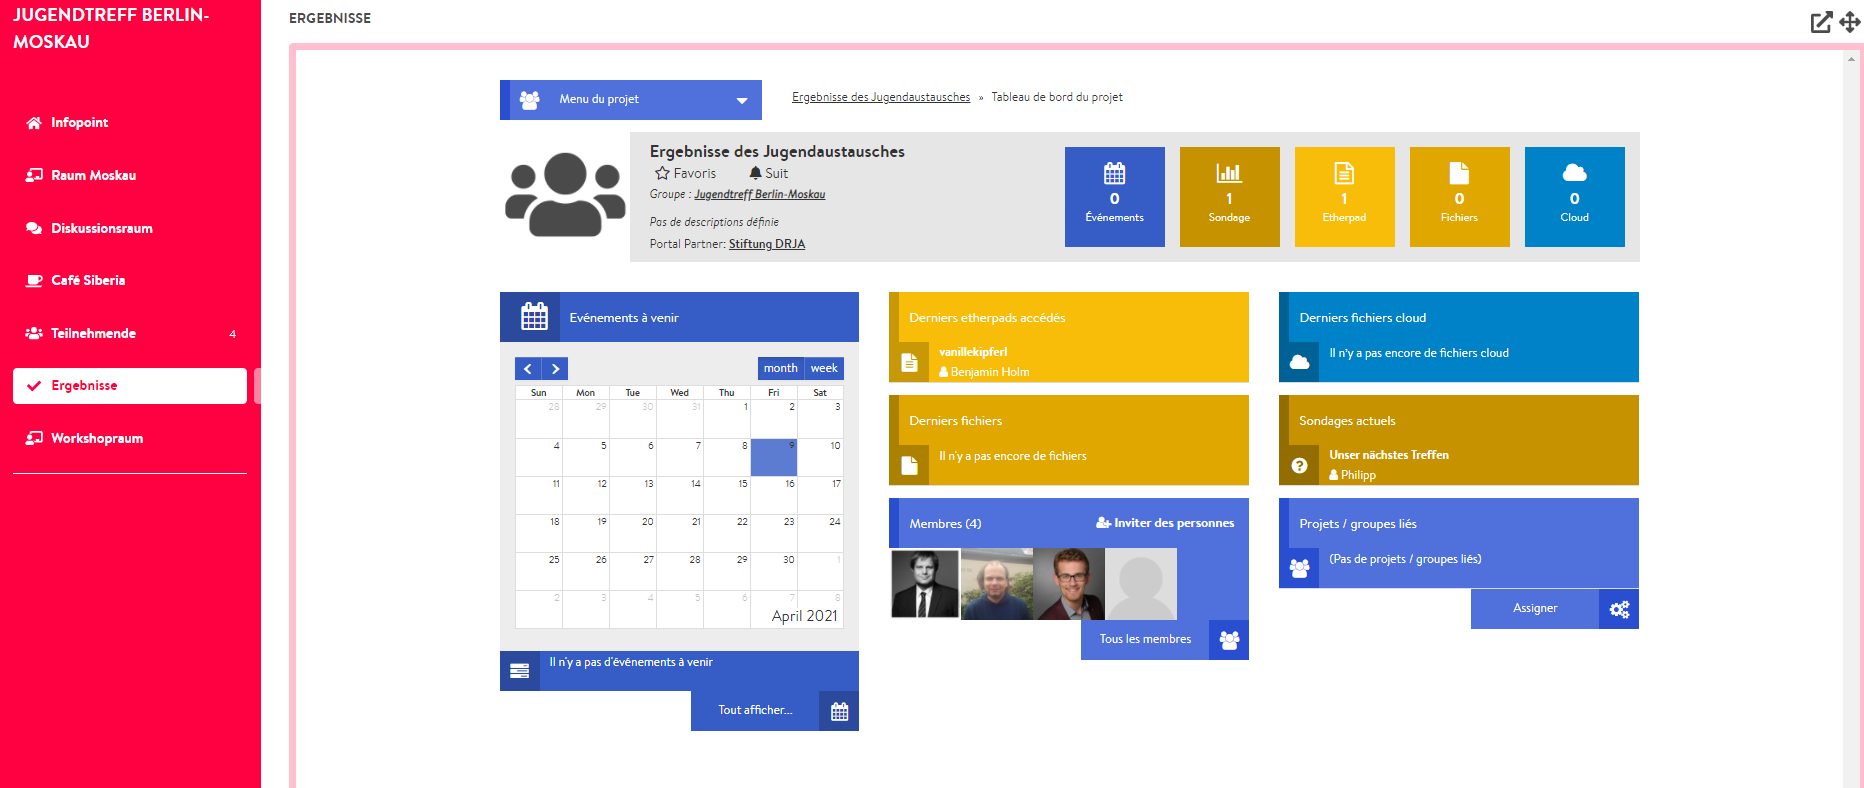 JUGENDTREFF BERLIN-
MOSKAU
Infopoint
Raum Moskau
Diskussionsraum
Café Siberia
Teilnehmende 4
Ergebnisse
Workshopraum
ERGEBNISSE
Menu du projet
Ergebnisse des Jugendaustausches » Tableau de bord du projet
Ergebnisse des Jugendaustausches
Favoris Suit
Groupe : Jugendtreff Berlin-Moskau
Pas de descriptions définie
Portal Partner: Stiftung DRJA
0
Événements
1
Sondage
1
Etherpad
0
Fichiers
0
Cloud
Evénements à venir
month week
Sun Mon Tue Wed Thu Fri Sat
28 29 30 31 1 2 3
4 5 6 7 8 9 10
11 12 13 14 15 16 17
18 19 20 21 22 23 24
25 26 27 28 29 30 1
2 3 4 5 6 7 8
April 2021
Il n'y a pas d'événements à venir
Tout afficher...
Derniers etherpads accédés
vanillekipferl
Benjamin Holm
Derniers fichiers
Il n'y a pas encore de fichiers
Membres (4) Inviter des personnes
Tous les membres
Derniers fichiers cloud
Il n'y a pas encore de fichiers cloud
Sondages actuels
Unser nächstes Treffen
Philipp
Projets / groupes liés
(Pas de projets / groupes liés)
Assigner